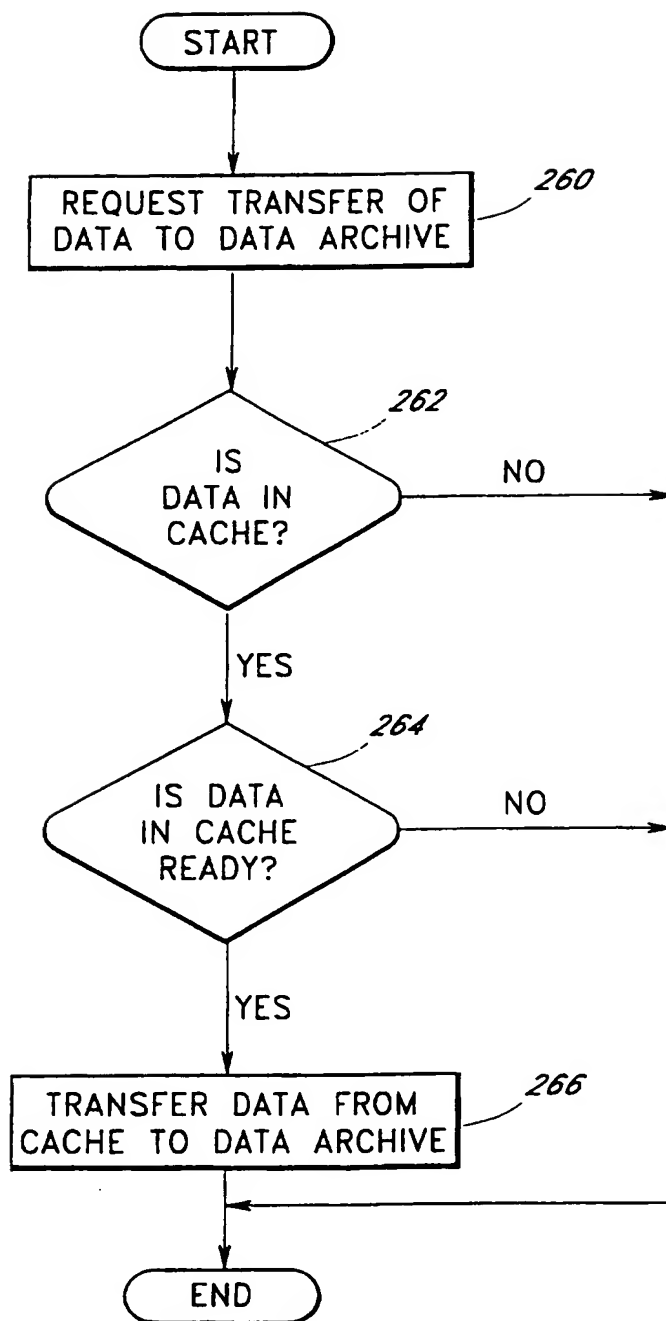 START
260
REQUEST TRANSFER OF
DATA TO DATA ARCHIVE
262
IS
DATA IN
CACHE?
NO
YES
264
IS DATA
IN CACHE
READY?
NO
YES
266
TRANSFER DATA FROM
CACHE TO DATA ARCHIVE
END